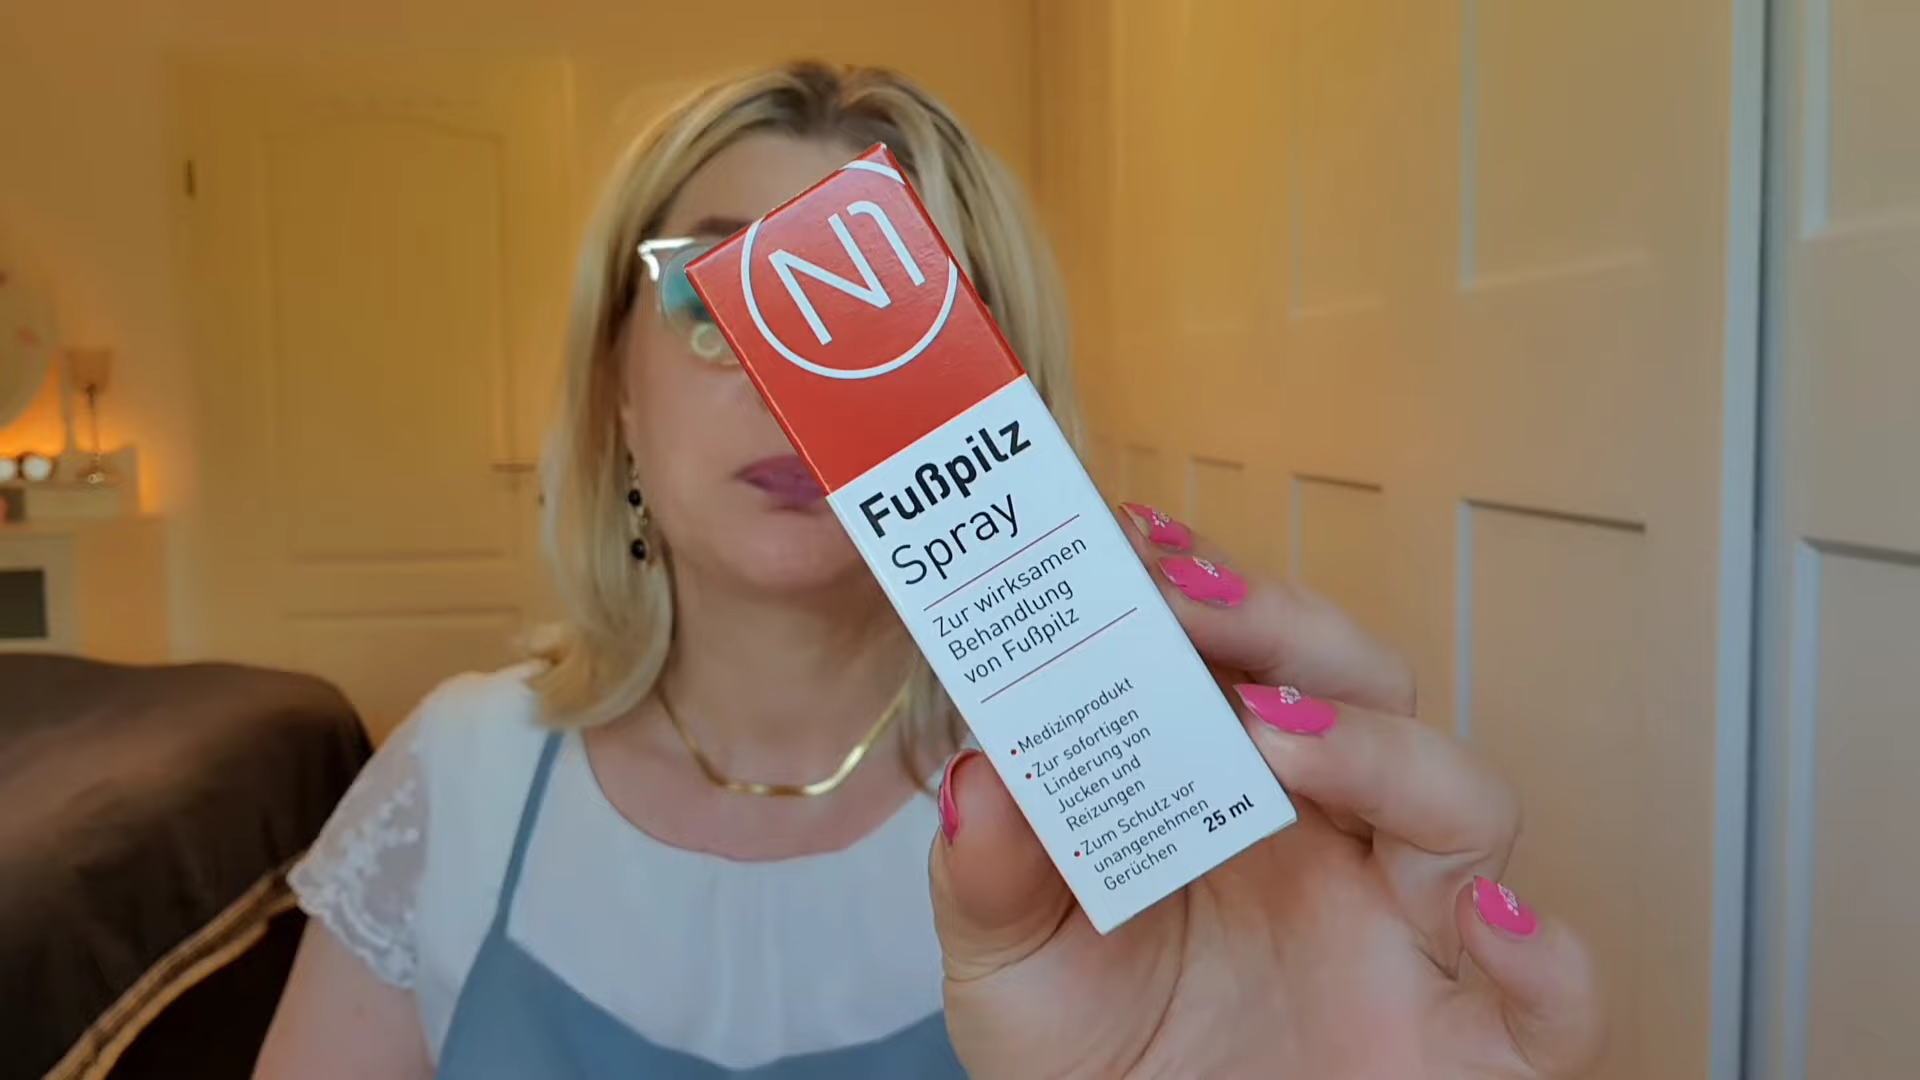 N1
Fußpilz
Spray
Zur wirksamen
Behandlung
von Fußpilz
•Medizinprodukt
•Zur sofortigen
Linderung von
Jucken und
Reizungen
•Zum Schutz vor
unangenehmen
Gerüchen
25 ml